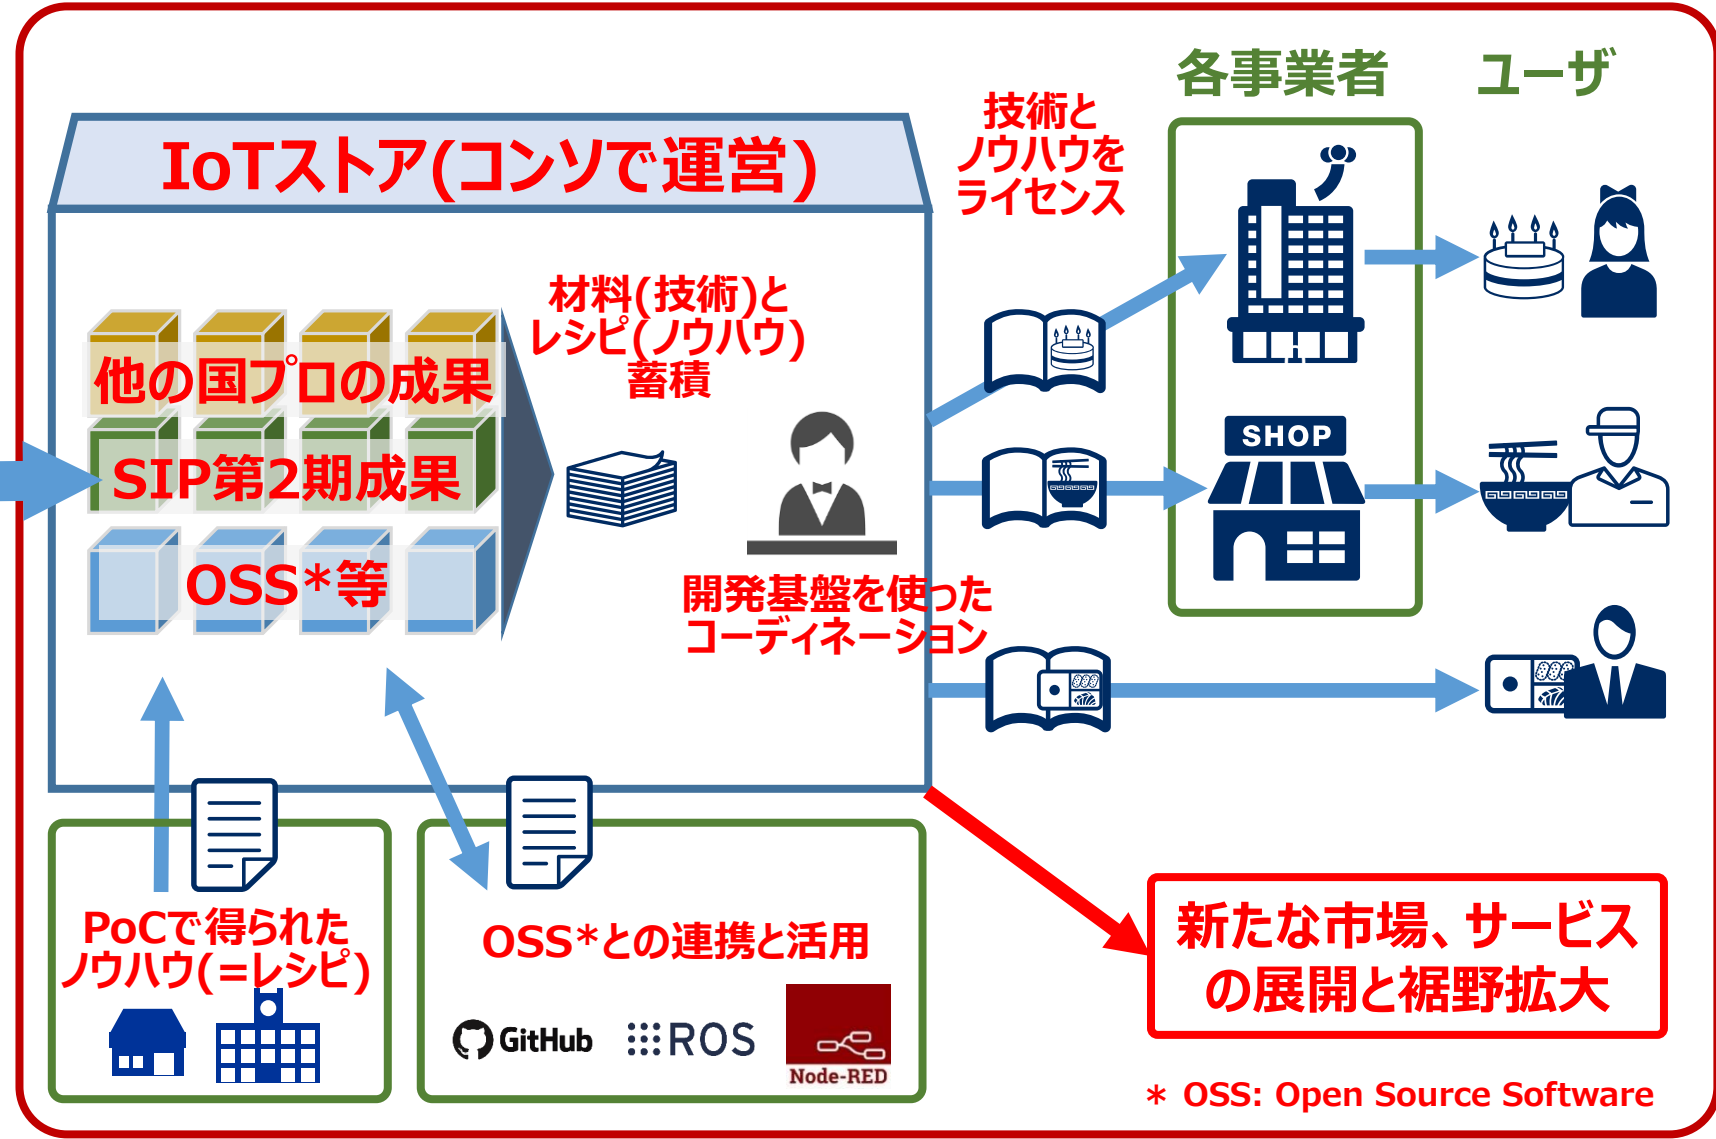 各事業者
ユーザ
技術と
ノウハウを
ライセンス
IoTストア(コンソで運営)
材料(技術)と
レシピ(ノウハウ)
蓄積
他の国プロの成果
SIP第2期成果
OSS*等
SHOP
開発基盤を使った
コーディネーション
PoCで得られた
ノウハウ(=レシピ)
OSS*との連携と活用
GitHub
ROS
Node-RED
新たな市場、サービス
の展開と裾野拡大
* OSS: Open Source Software